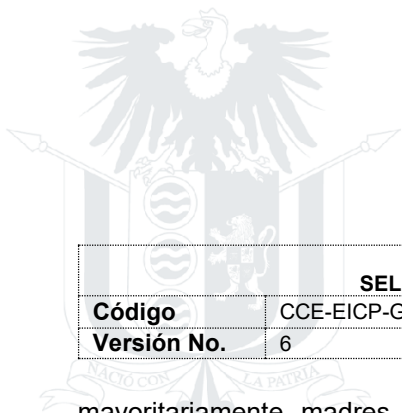 SEL
Código CCE-EICP-G
Versión No. 6
NACIÓ CON LA PATRIA
mayoritariamente madres